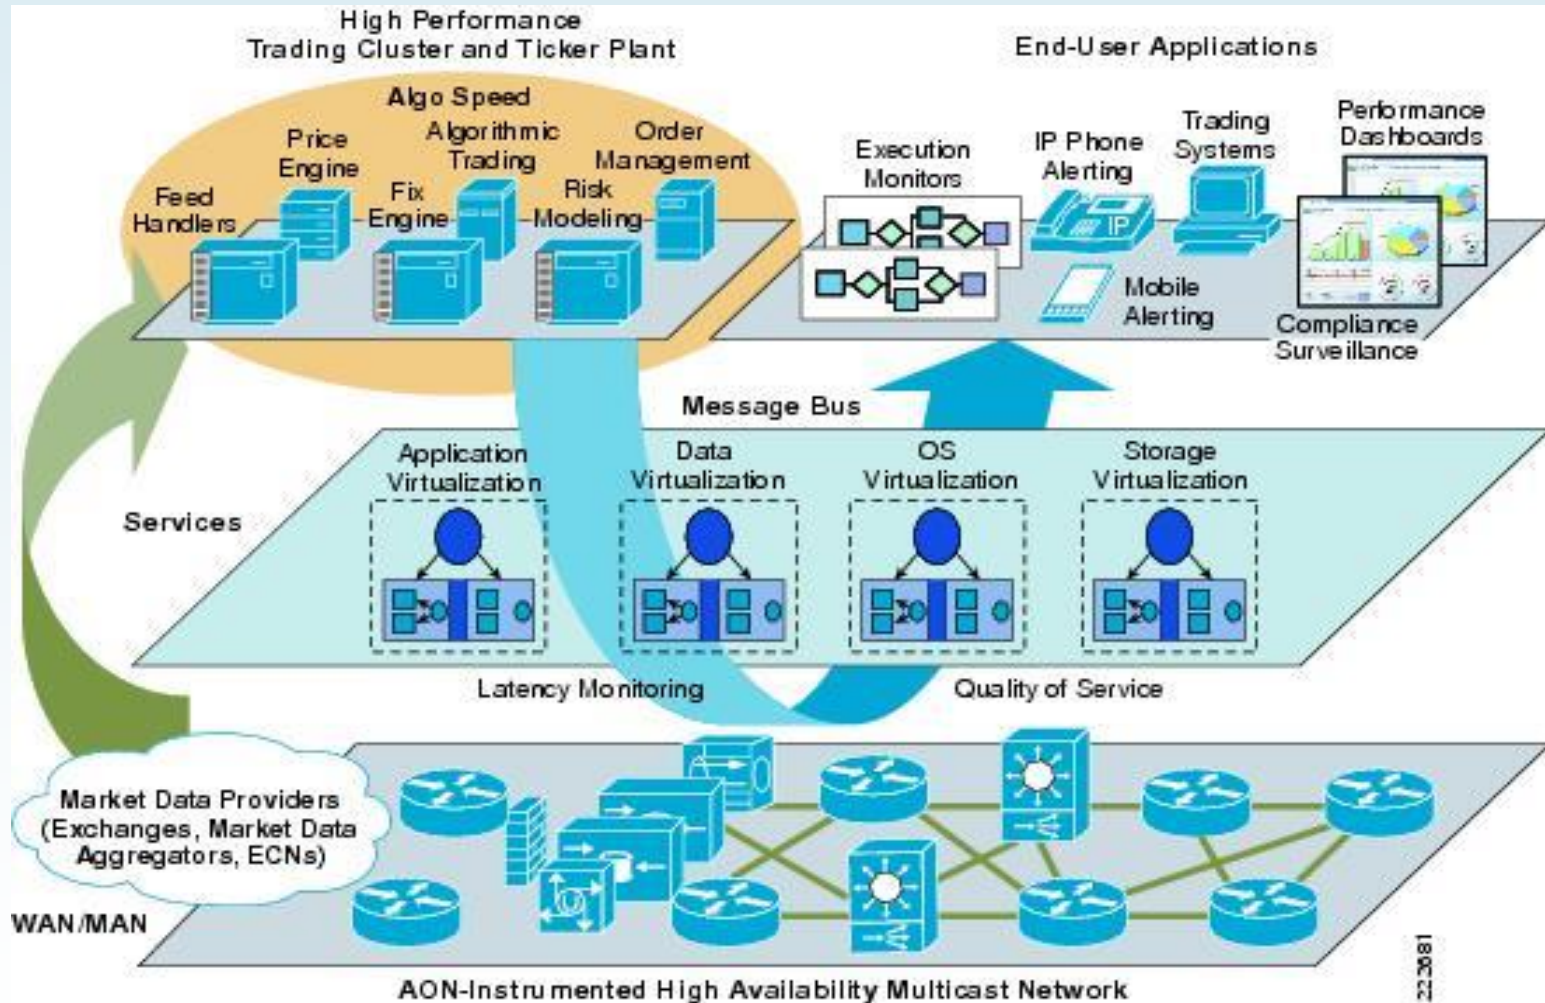 High Performance
Trading Cluster and Ticker Plant
End-User Applications
Algo Speed
Price
Engine
Algorithmic
Trading
Order
Management
Feed
Handlers
Fix
Engine
Risk
Modeling
Execution
Monitors
IP Phone
Alerting
IP
Trading
Systems
Performance
Dashboards
Mobile
Alerting
Compliance
Surveillance
Message Bus
Application
Virtualization
Data
Virtualization
OS
Virtualization
Storage
Virtualization
Services
Latency Monitoring
Quality of Service
Market Data Providers
(Exchanges, Market Data
Aggregators, ECNs)
WAN/MAN
AON-Instrumented High Availability Multicast Network
223681